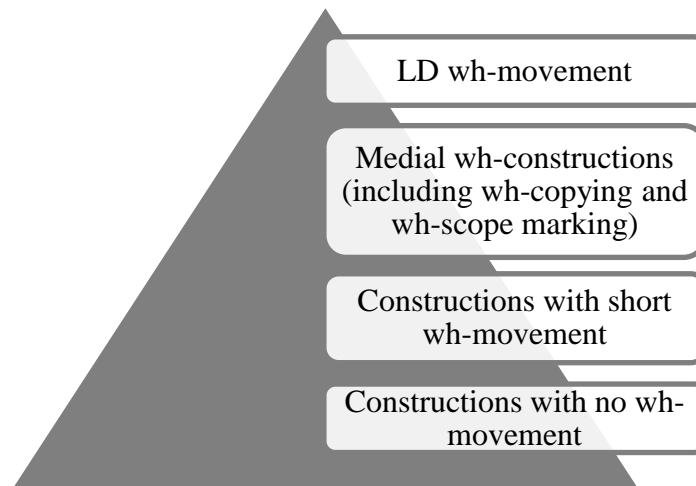 LD wh-movement
Medial wh-constructions
(including wh-copying and
wh-scope marking)
Constructions with short
wh-movement
Constructions with no wh-
movement